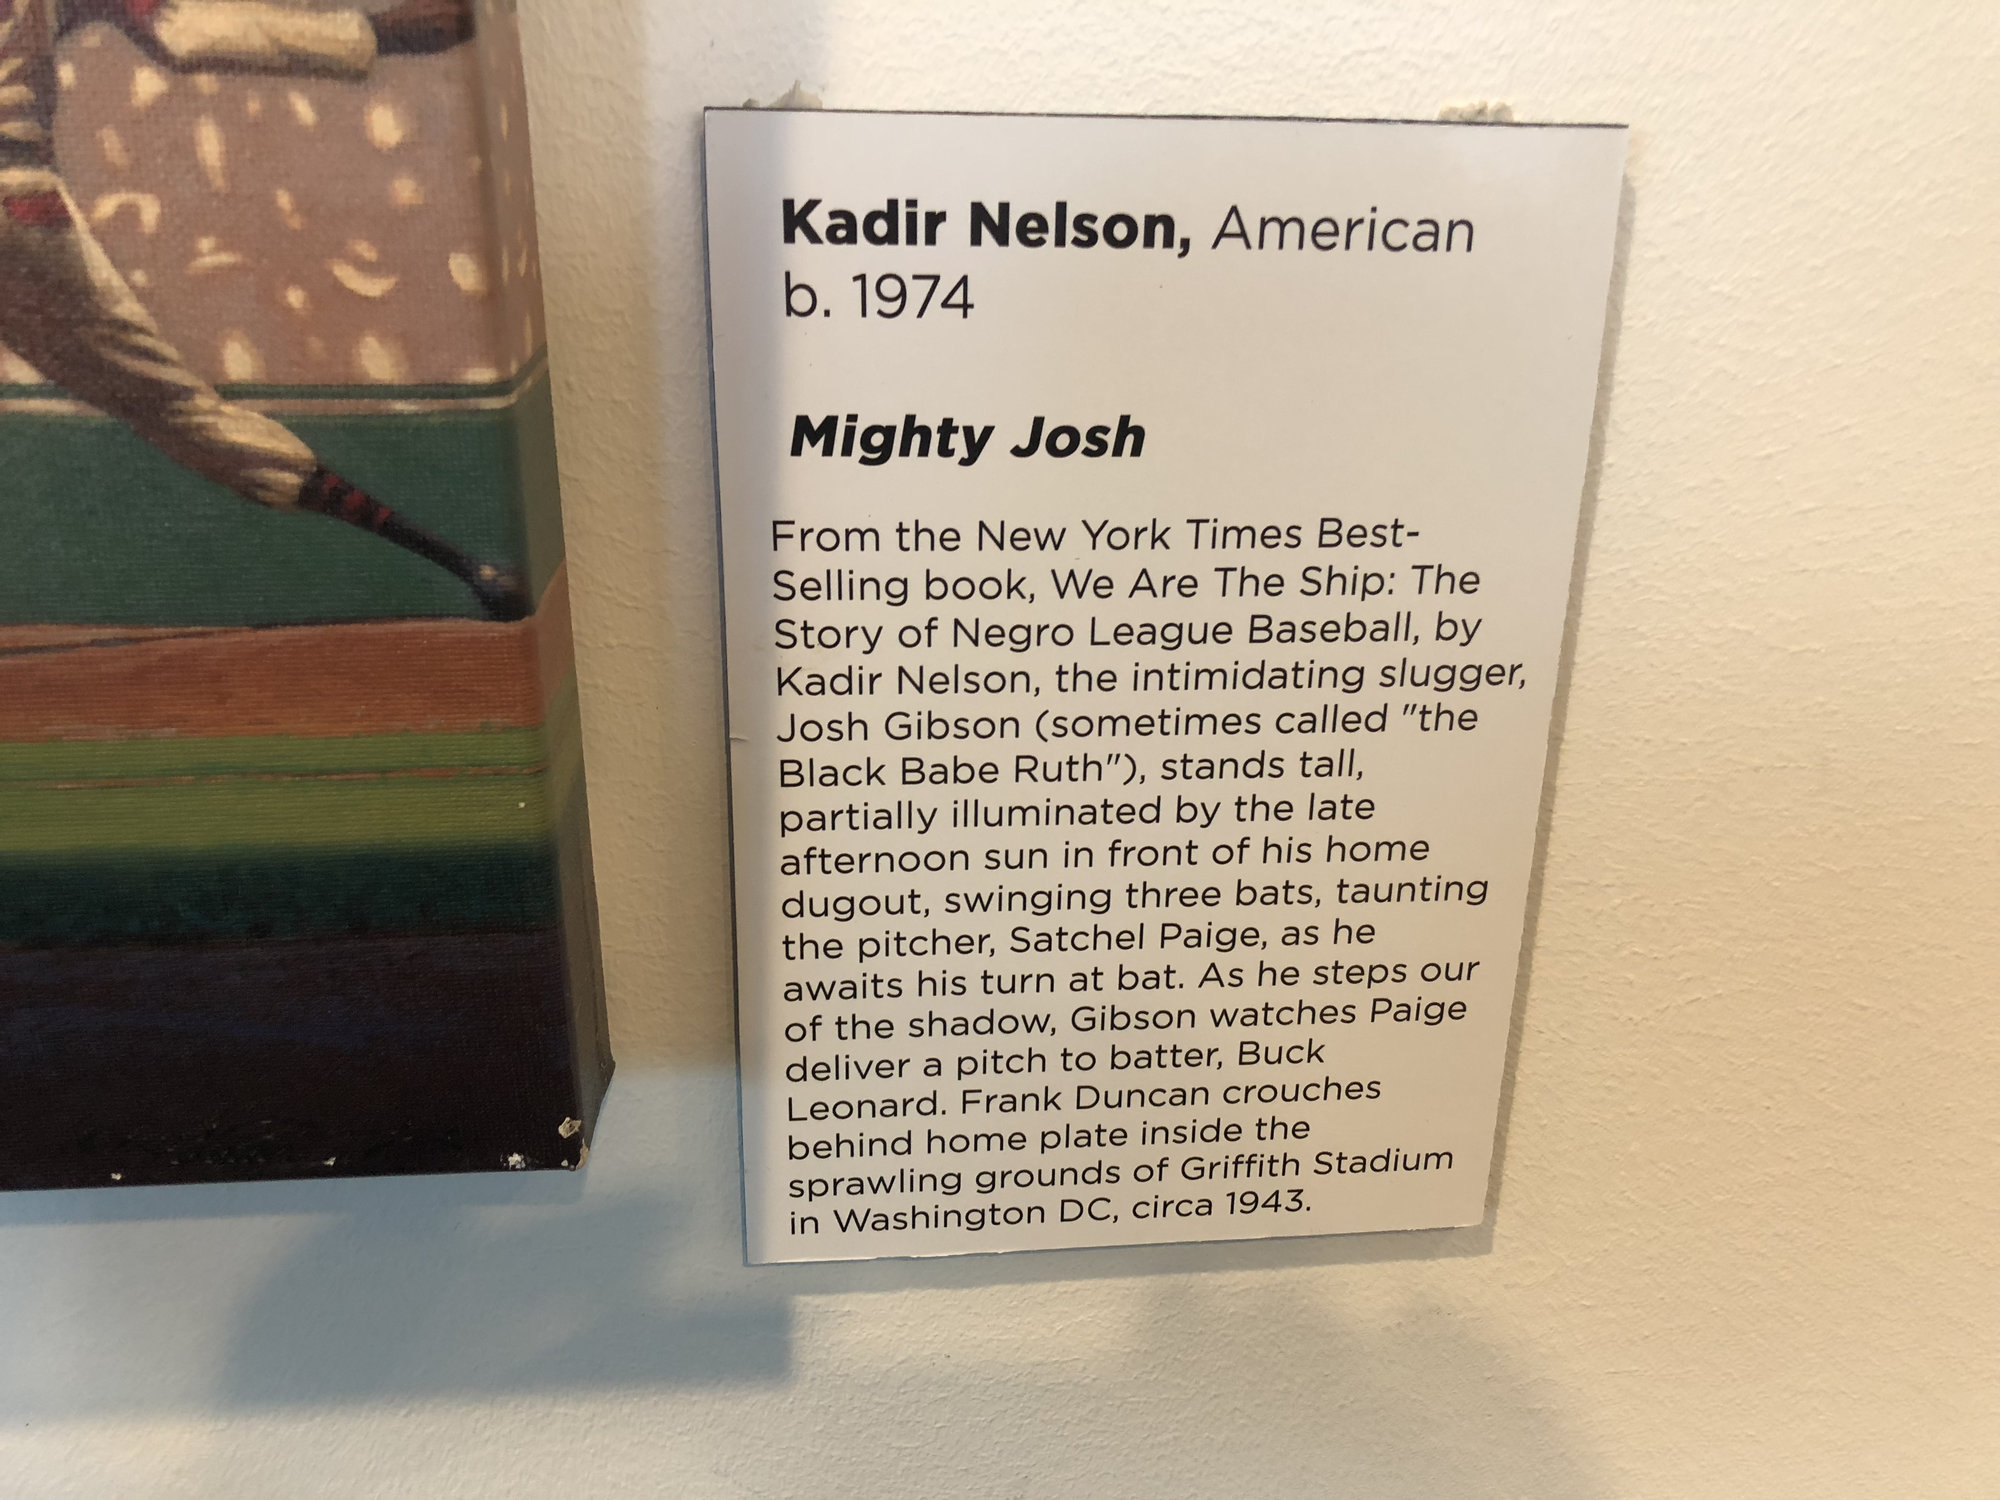 Kadir Nelson, American
b. 1974
Mighty Josh
From the New York Times Best-
Selling book, We Are The Ship: The
Story of Negro League Baseball, by
Kadir Nelson, the intimidating slugger,
Josh Gibson (sometimes called "the
Black Babe Ruth"), stands tall,
partially illuminated by the late
afternoon sun in front of his home
dugout, swinging three bats, taunting
the pitcher, Satchel Paige, as he
awaits his turn at bat. As he steps our
of the shadow, Gibson watches Paige
deliver a pitch to batter, Buck
Leonard. Frank Duncan crouches
behind home plate inside the
sprawling grounds of Griffith Stadium
in Washington DC, circa 1943.